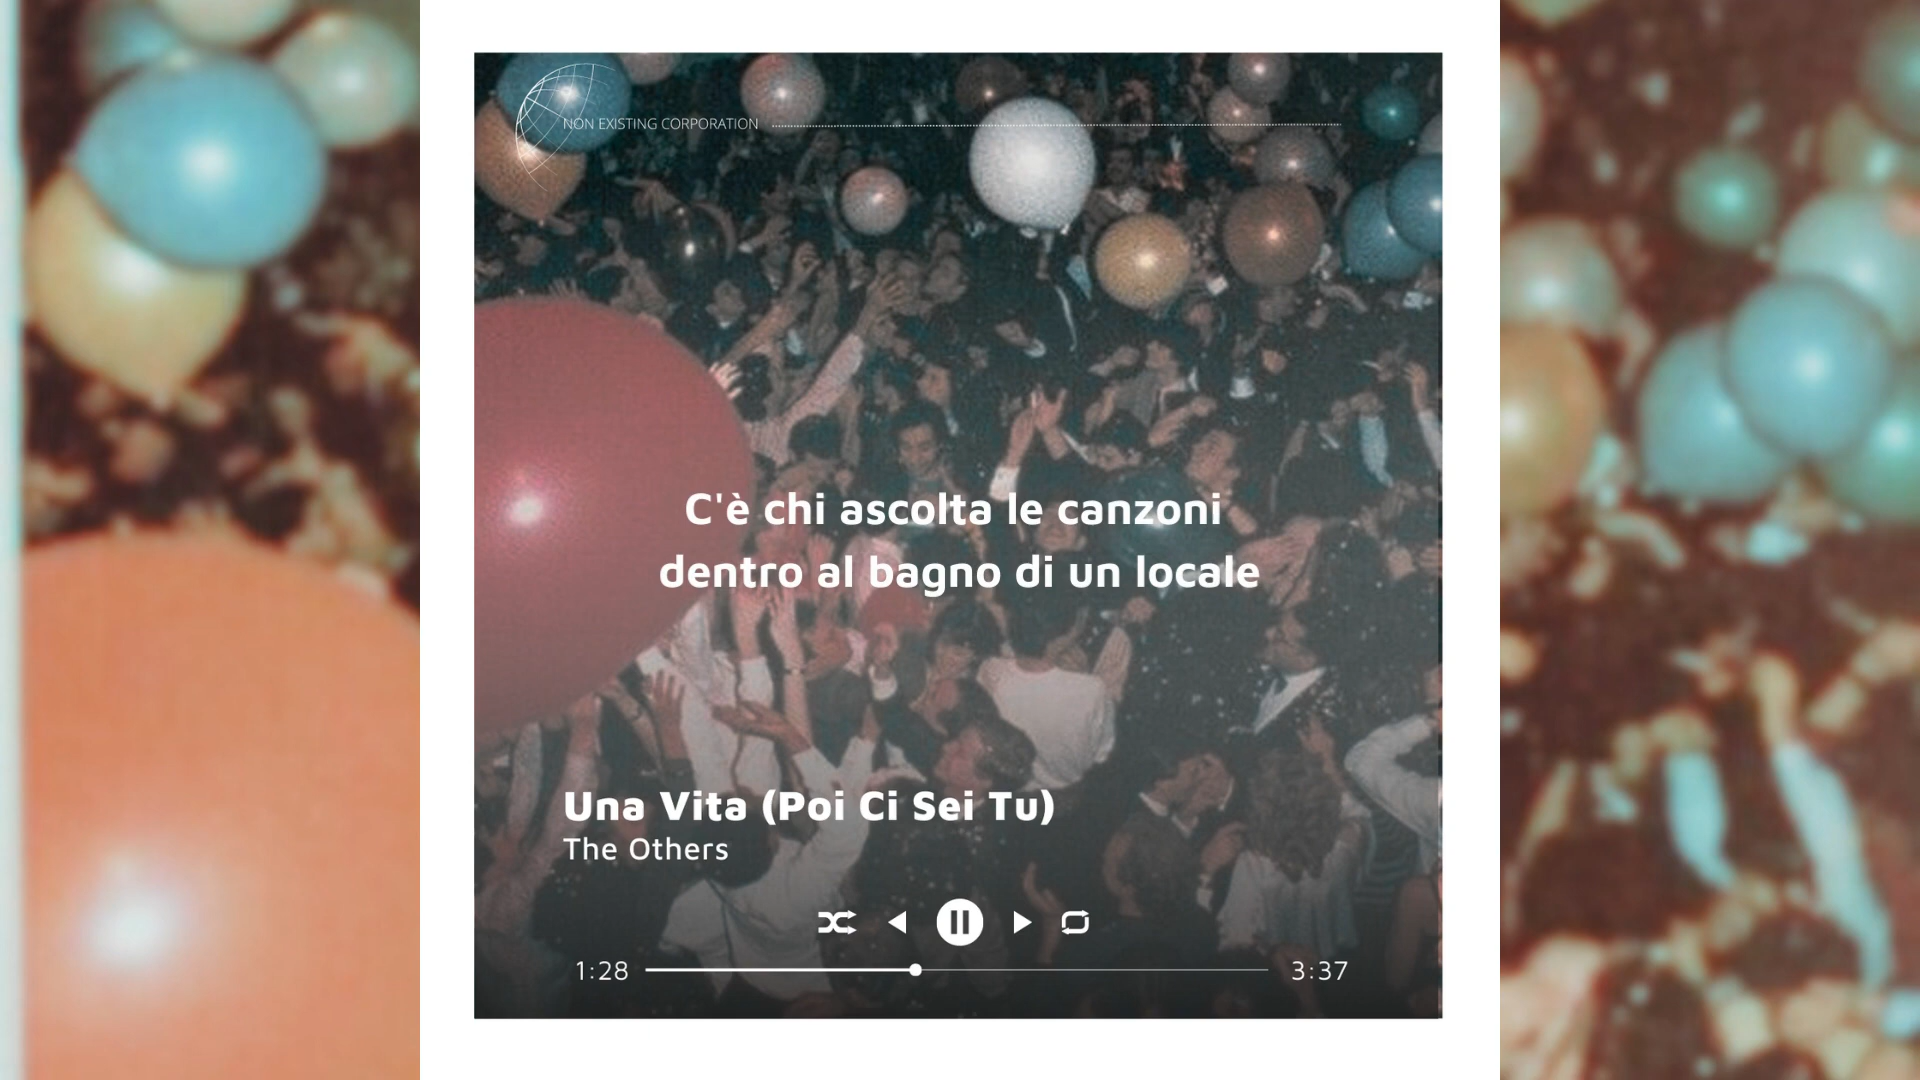 NON EXISTING CORPORATION
C'è chi ascolta le canzoni
dentro al bagno di un locale
Una Vita (Poi Ci Sei Tu)
The Others
1:28
3:37